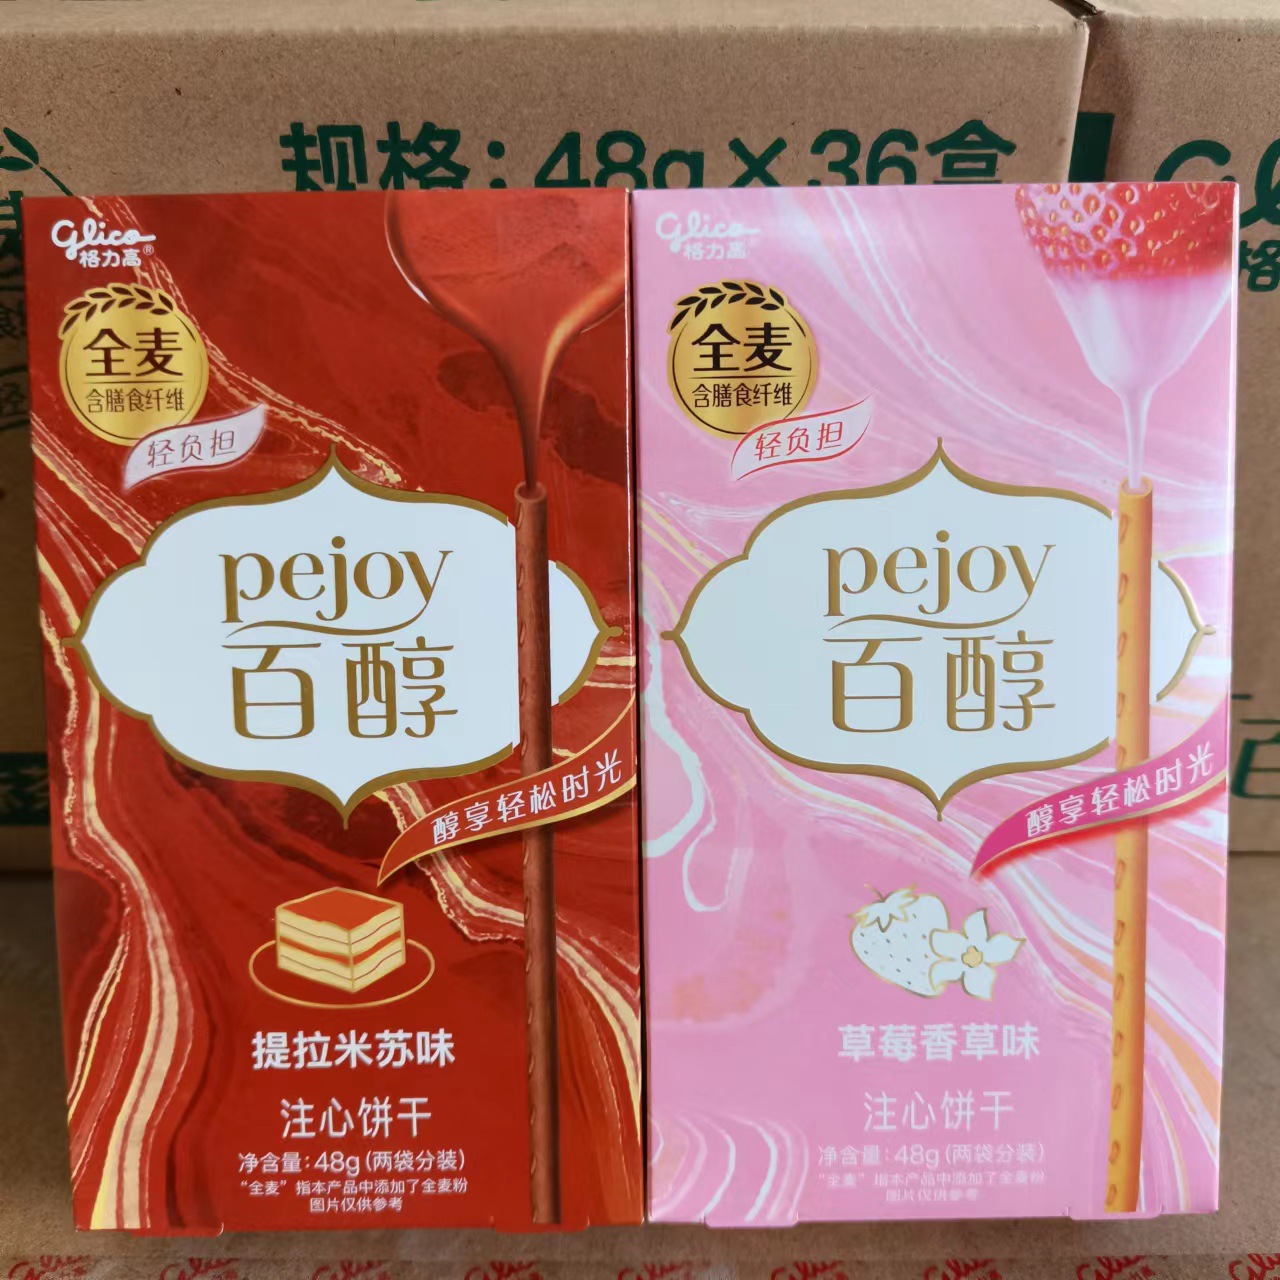 规格：48g×36盒
Glico
格力高®
全麦
含膳食纤维
轻负担
pejoy
百醇
醇享轻松时光
提拉米苏味
注心饼干
净含量：48g（两袋分装）
“全麦”指本产品中添加了全麦粉
图片仅供参考
Glico
格力高
全麦
含膳食纤维
轻负担
pejoy
百醇
醇享轻松时光
草莓香草味
注心饼干
净含量：48g（两袋分装）
“全麦”指本产品中添加了全麦粉
图片仅供参考